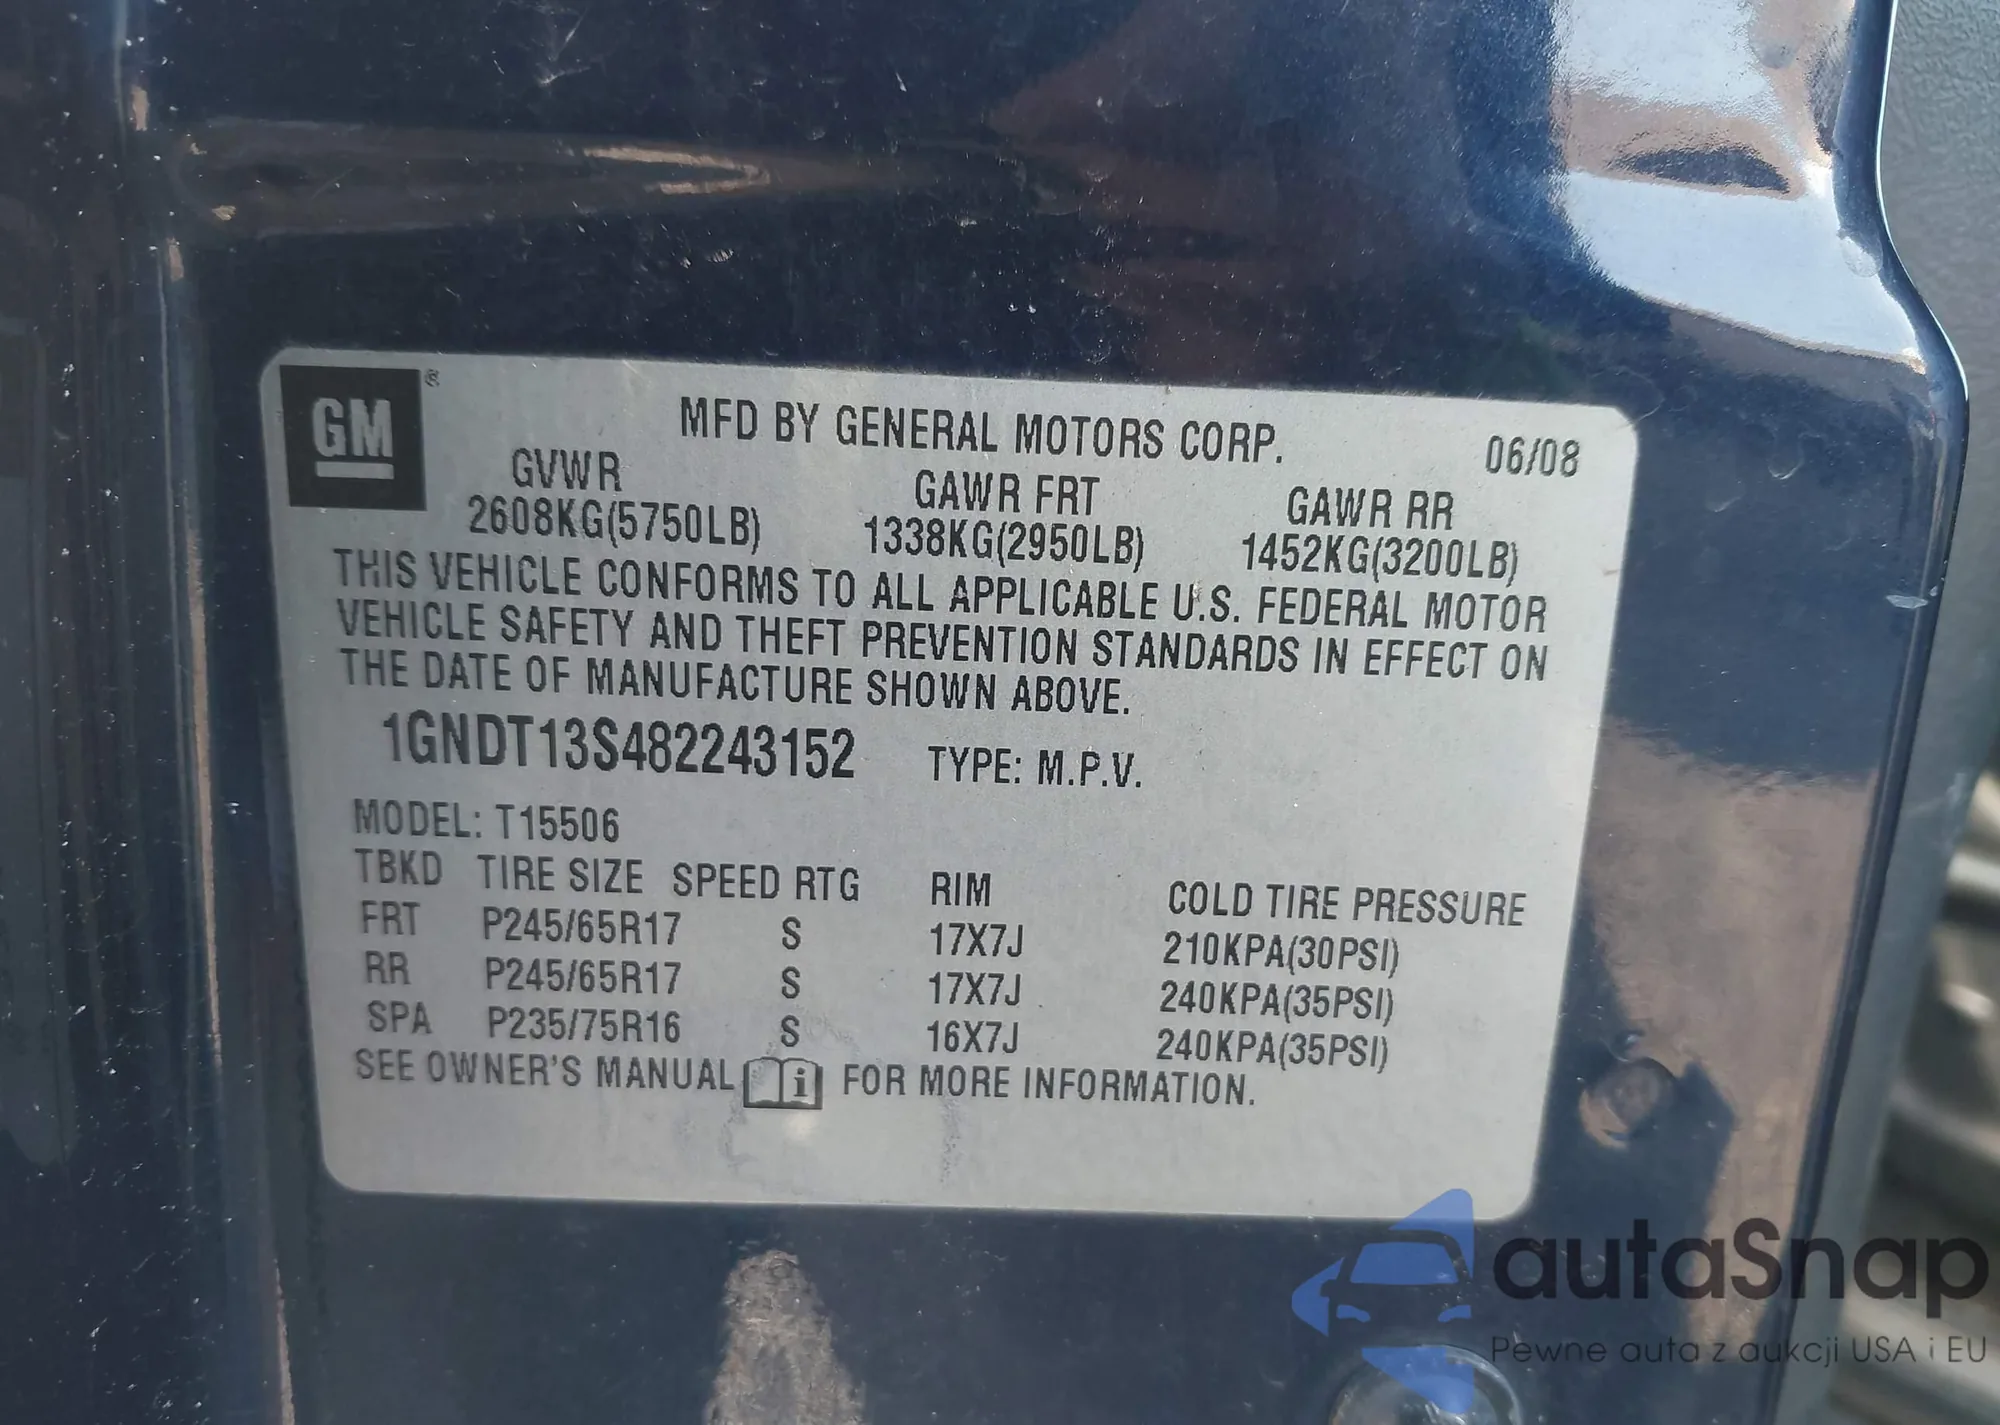 GM
MFD BY GENERAL MOTORS CORP. 06/08
GVWR GAWR FRT GAWR RR
2608KG(5750LB) 1338KG(2950LB) 1452KG(3200LB)
THIS VEHICLE CONFORMS TO ALL APPLICABLE U.S. FEDERAL MOTOR
VEHICLE SAFETY AND THEFT PREVENTION STANDARDS IN EFFECT ON
THE DATE OF MANUFACTURE SHOWN ABOVE.
1GNDT13S482243152 TYPE: M.P.V.
MODEL: T15506
TBKD TIRE SIZE SPEED RTG RIM COLD TIRE PRESSURE
FRT P245/65R17 S 17X7J 210KPA(30PSI)
RR P245/65R17 S 17X7J 240KPA(35PSI)
SPA P235/75R16 S 16X7J 240KPA(35PSI)
SEE OWNER'S MANUAL i FOR MORE INFORMATION.
autaSnap
Pewne auta z aukcji USA i EU